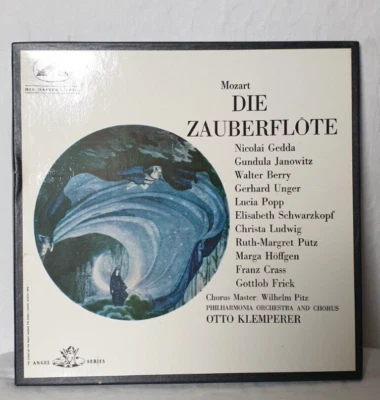 Mozart
DIE
ZAUBERFLÖTE
Nicolai Gedda
Gundula Janowitz
Walter Berry
Gerhard Unger
Lucia Popp
Elisabeth Schwarzkopf
Christa Ludwig
Ruth-Margret Pütz
Marga Höffgen
Franz Crass
Gottlob Frick
Chorus Master: Wilhelm Pitz
PHILHARMONIA ORCHESTRA AND CHORUS
OTTO KLEMPERER
ANGEL SERIES